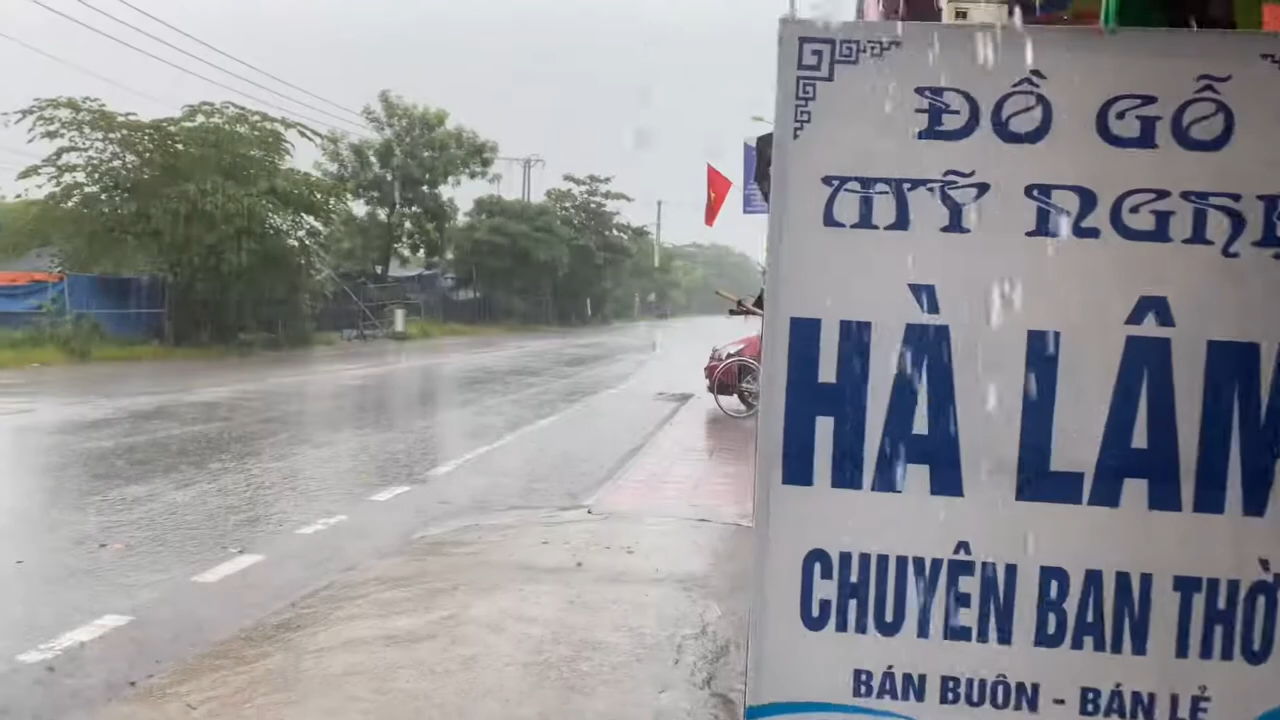 ĐỒ GỖ
MỸ NGHỆ
HÀ LÂM
CHUYÊN BAN THỜ
BÁN BUÔN - BÁN LẺ